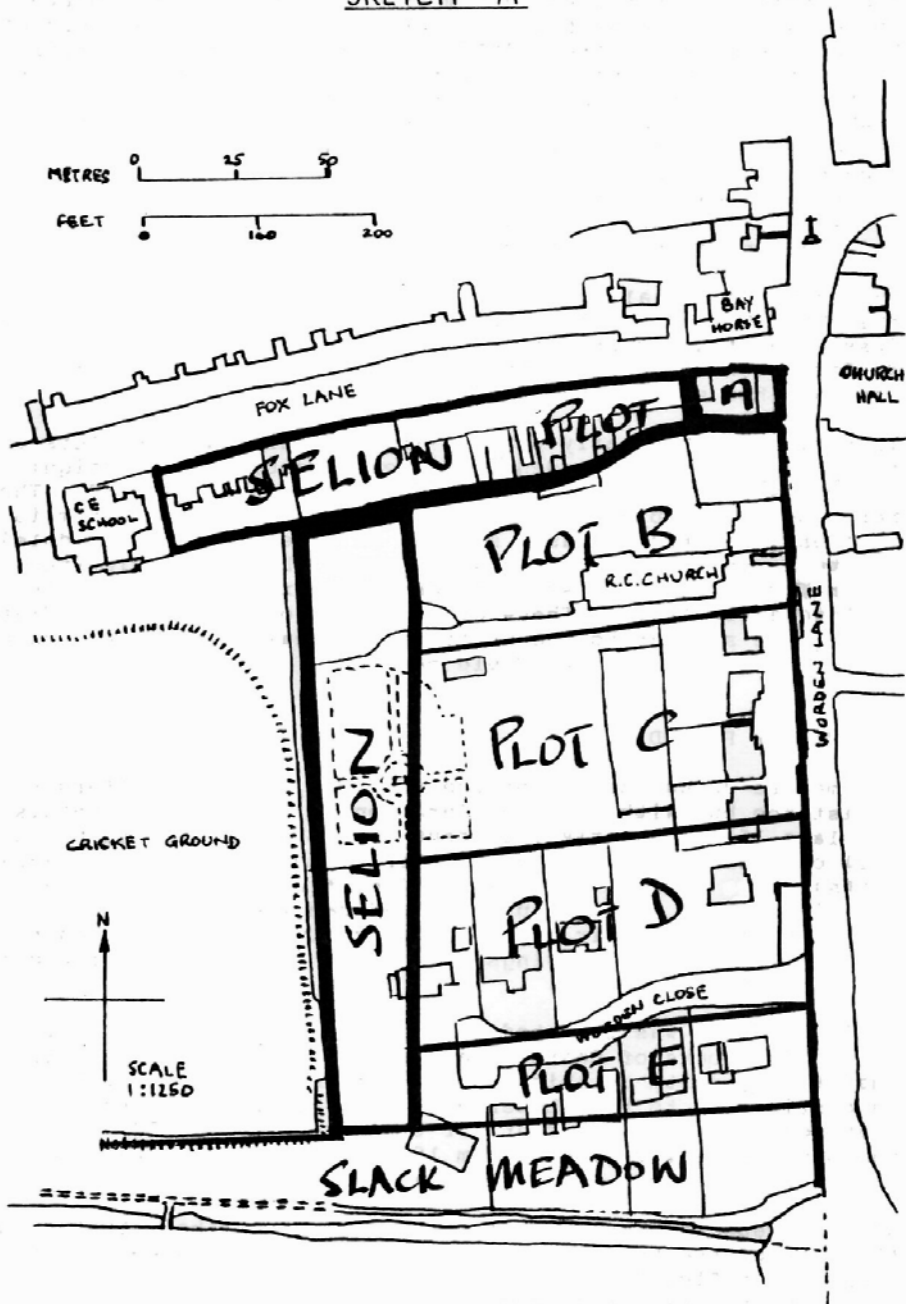 SKETCH "A"
METRES 0 25 50
FEET 0 100 200
BAY HORSE
CHURCH HALL
FOX LANE
A
SELION PLOT
CE SCHOOL
PLOT B
R.C. CHURCH
WORDEN LANE
SELION
PLOT C
CRICKET GROUND
PLOT D
N
WORDEN CLOSE
SCALE 1:1250
PLOT E
SLACK MEADOW